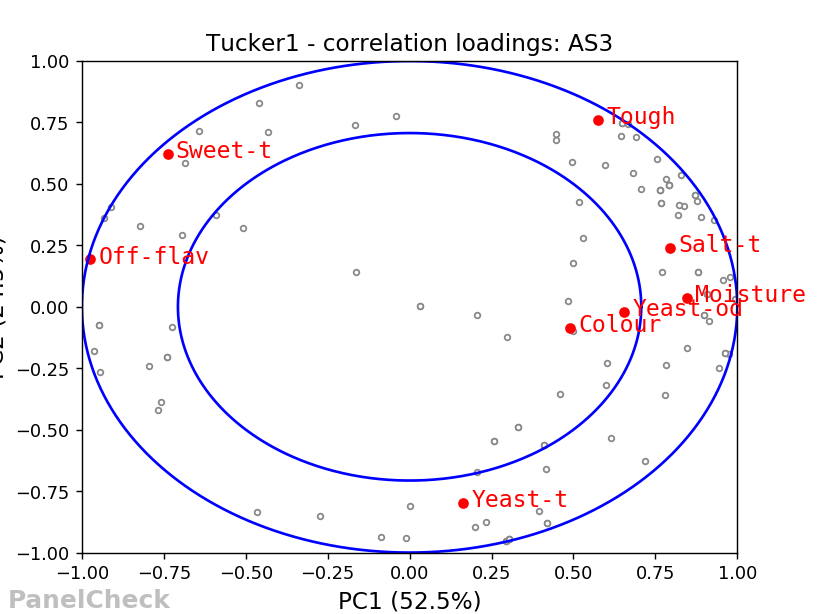 Tucker1 - correlation loadings: AS3
1.00
0.75
0.50
0.25
0.00
−0.25
−0.50
−0.75
−1.00
Tough
Sweet-t
Salt-t
Off-flav
Moisture
Yeast-od
Colour
Yeast-t
−1.00 −0.75 −0.50 −0.25 0.00 0.25 0.50 0.75 1.00
PC1 (52.5%)
PanelCheck